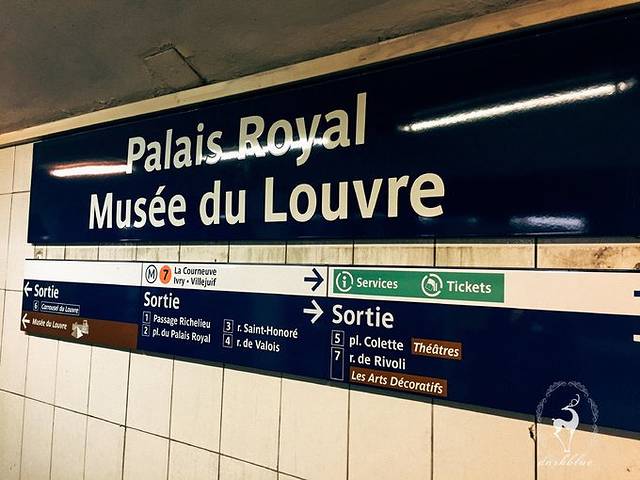 Palais Royal
Musée du Louvre
← Sortie
6 Carrousel du Louvre
← Musée du Louvre
M 7 La Courneuve
Ivry • Villejuif →
Sortie →
1 Passage Richelieu
2 pl. du Palais Royal
3 r. Saint-Honoré
4 r. de Valois
i Services Tickets
Sortie
5 pl. Colette Théâtres
7 r. de Rivoli
Les Arts Décoratifs
darkblue